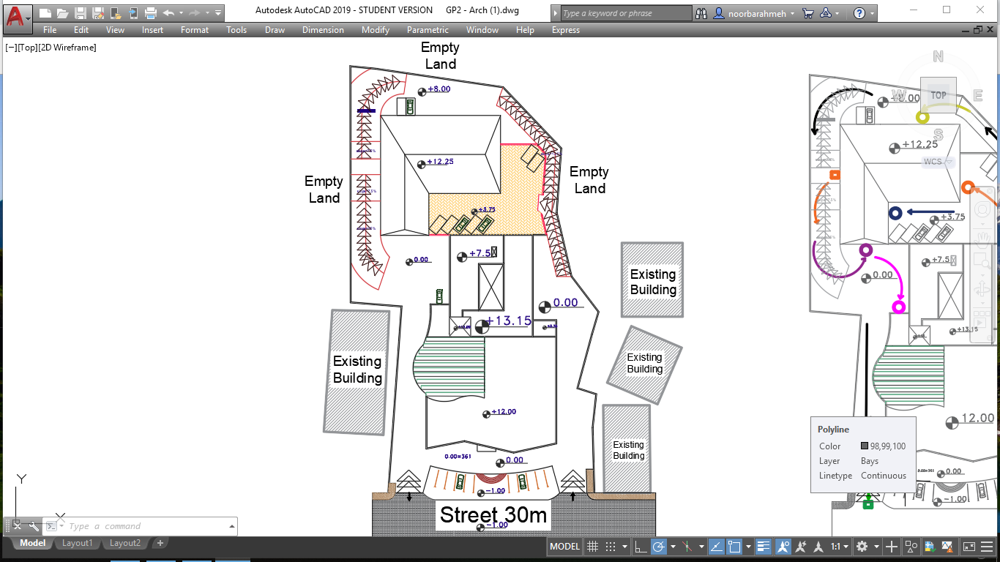 Autodesk AutoCAD 2019 - STUDENT VERSION GP2 - Arch (1).dwg
Type a keyword or phrase
noorbarahmeh
File Edit View Insert Format Tools Draw Dimension Modify Parametric Window Help Express
[−][Top][2D Wireframe]
Empty
Land
+8.00
+12.25
Empty
Land
Empty
Land
+3.75
+7.5
0.00
0.00
+13.15
Existing
Building
Existing
Building
Existing
Building
+12.00
Existing
Building
0.00=361
0.00
−1.00
Street 30m
−1.00
N
W
TOP
E
S
WCS
+8.00
+12.25
+3.75
+7.5
0.00
+13.15
12.00
0.00
−1.00
Polyline
Color 98,99,100
Layer Bays
Linetype Continuous
Y
X
Type a command
Model Layout1 Layout2 +
MODEL
1:1